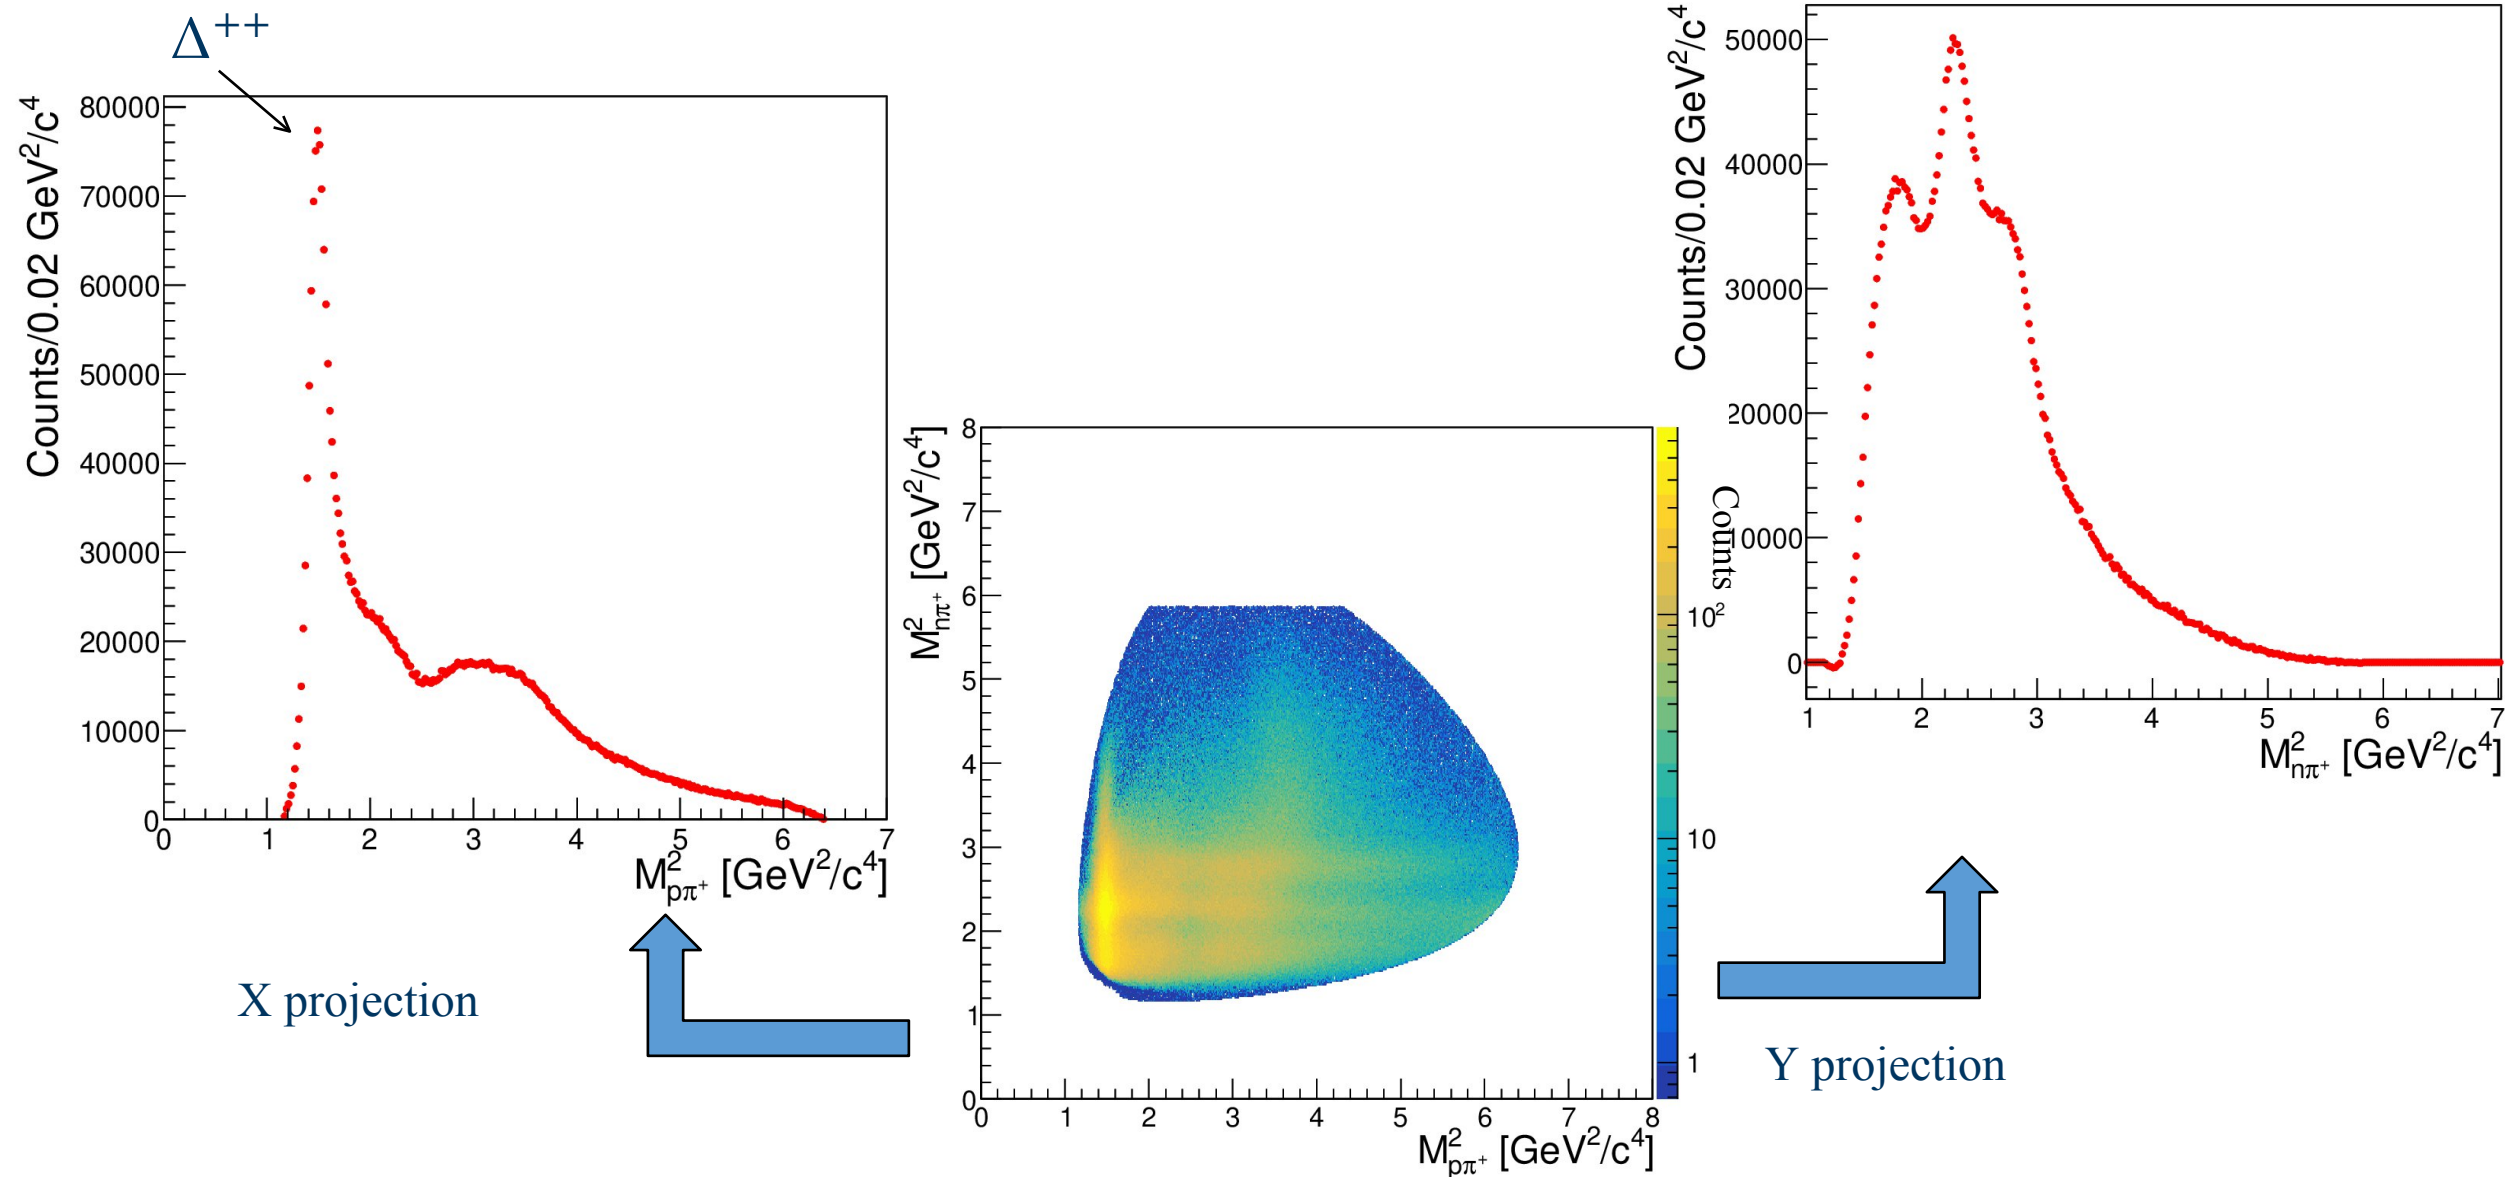 Δ⁺⁺
Counts/0.02 GeV²/c⁴
80000
70000
60000
50000
40000
30000
20000
10000
0
0 1 2 3 4 5 6 7
M²pπ⁺ [GeV²/c⁴]
X projection
M²nπ⁺ [GeV²/c⁴]
8
7
6
5
4
3
2
1
0
0 1 2 3 4 5 6 7 8
M²pπ⁺ [GeV²/c⁴]
Counts
10²
10
1
Counts/0.02 GeV²/c⁴
50000
40000
30000
20000
10000
0
1 2 3 4 5 6 7
M²nπ⁺ [GeV²/c⁴]
Y projection